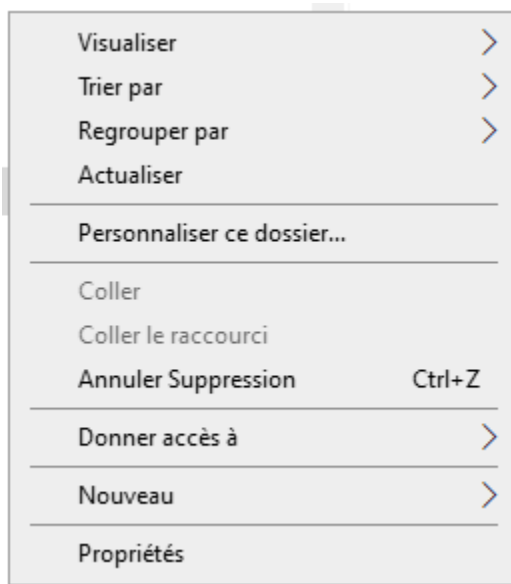 Visualiser
Trier par
Regrouper par
Actualiser
Personnaliser ce dossier...
Coller
Coller le raccourci
Annuler Suppression Ctrl+Z
Donner accès à
Nouveau
Propriétés